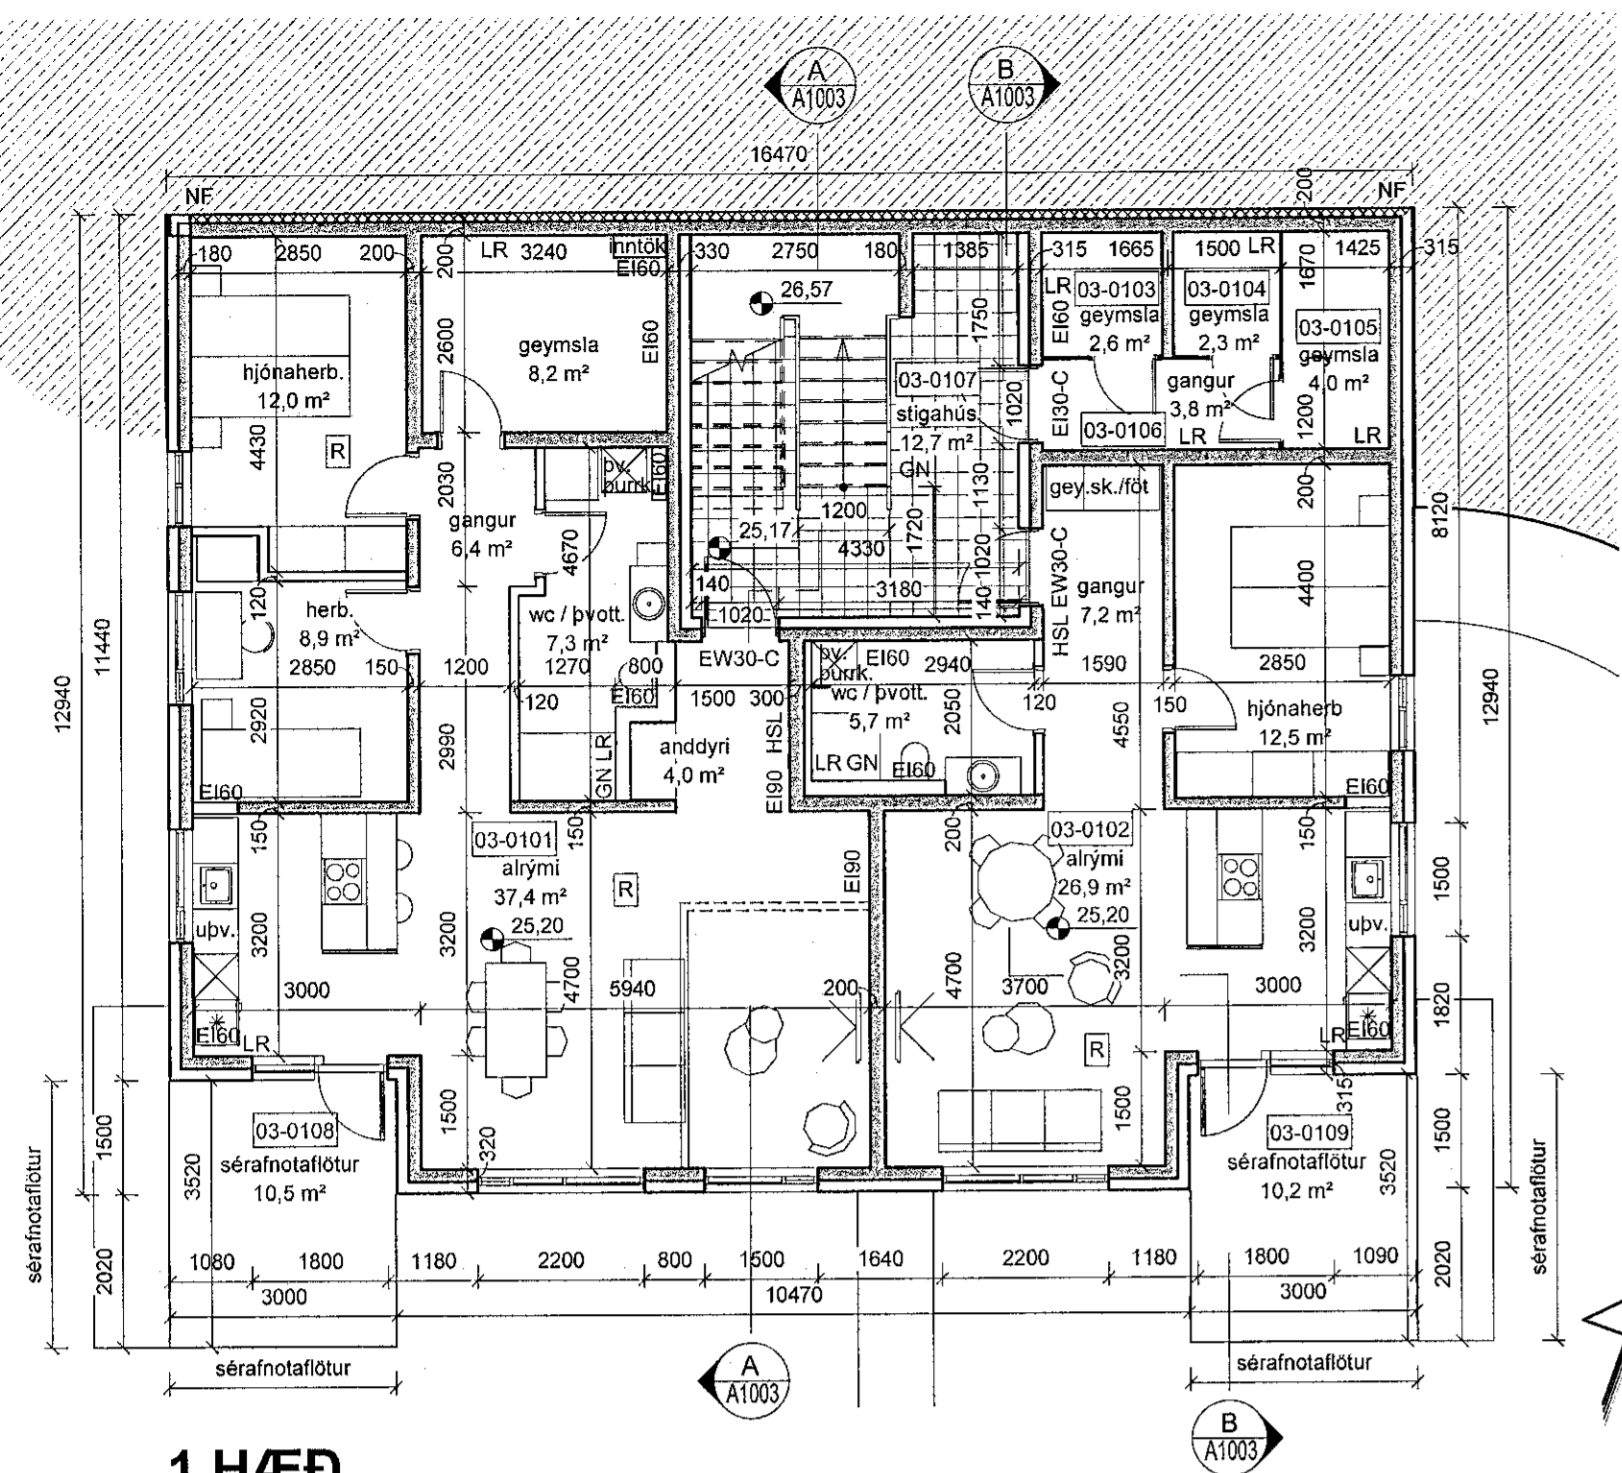 A
A1003
B
A1003
16470
NF
NF
200
180
2850
200
200
LR
3240
inntök
EI60
330
2750
180
1385
315
1665
1500
LR
1670
1425
315
26,57
LR
03-0103
geymsla
2,6 m²
03-0104
geymsla
2,3 m²
03-0105
geymsla
4,0 m²
EI60
1750
2600
geymsla
8,2 m²
EI60
hjónaherb.
12,0 m²
4430
R
03-0107
stigahús
12,7 m²
GN
1020
EI30-C
gangur
3,8 m²
03-0106
LR
1200
LR
2030
þv.
þurrk.
EI60
gangur
6,4 m²
4670
1200
25,17
4330
1720
1130
1020
gey.sk./föt
200
8120
140
3180
140
1020
HSL EW30-C
gangur
7,2 m²
4400
120
herb.
8,9 m²
wc / þvott.
7,3 m²
11440
12940
12940
2850
150
1200
1270
800
EW30-C
þv.
þurrk.
EI60
2940
1590
2850
120
EI60
1500
300
wc / þvott.
5,7 m²
2050
120
150
hjónaherb
12,5 m²
2920
2990
GN LR
anddyri
4,0 m²
HSL
EI90
LR GN
EI60
4550
EI60
EI60
150
03-0101
alrými
37,4 m²
25,20
150
R
EI90
200
03-0102
alrými
26,9 m²
25,20
150
1500
uþv.
3200
3200
4700
5940
200
4700
3700
3200
3200
uþv.
3000
3000
1820
EI60
LR
R
LR
EI60
1500
320
1500
315
1500
1500
03-0108
sérafnotaflötur
10,5 m²
3520
03-0109
sérafnotaflötur
10,2 m²
3520
sérafnotaflötur
sérafnotaflötur
2020
1080
1800
1180
2200
800
1500
1640
2200
1180
1800
1090
2020
3000
10470
3000
sérafnotaflötur
sérafnotaflötur
A
A1003
B
A1003
1.HÆÐ